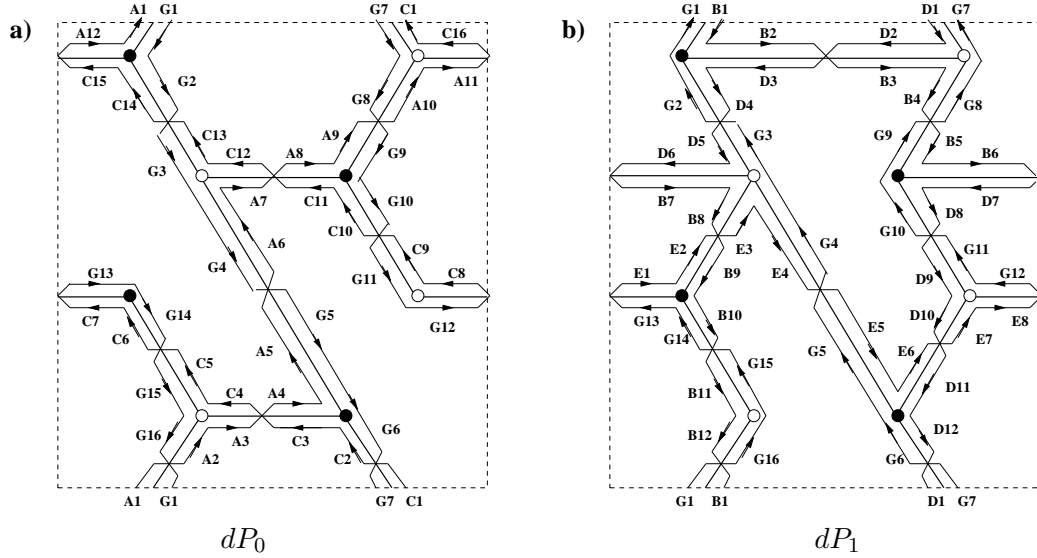 a)
A1 G1 G7 C1
A12 C16
C15 A11
G2
C14 G8 A10
C13 A9
C12 A8 G9
G3
A7 C11 G10
C10
A6 C9
G4 G11
G13 C8
G14 G5 G12
C7
C6
C5 A5
G15 C4 A4
G16 G6
A3 C3
A2 C2
A1 G1 G7 C1
dP0
b)
G1 B1 D1 G7
B2 D2
D3 B3
G2 D4 B4 G8
D5 G3 G9 B5
D6 B6
B7 D7
B8 D8
E2 E3 G10
G4 G11
B9 E4 D9
E1 G12
G13 B10 D10 E8
G14 E5 E7
G15 G5 E6
B11 D11
B12 D12
G16 G6
G1 B1 D1 G7
dP1